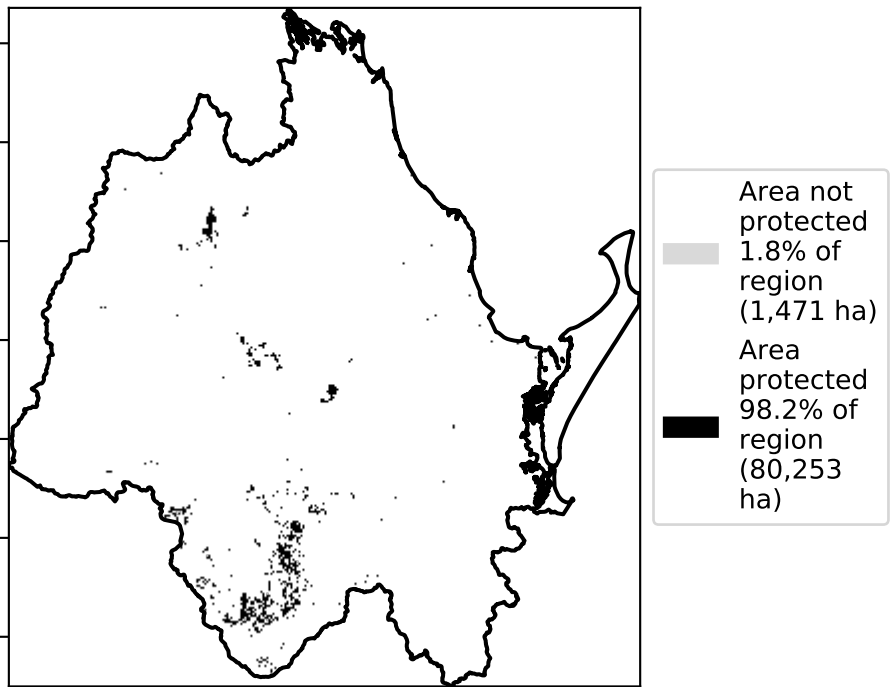 Area not
protected
1.8% of
region
(1,471 ha)
Area
protected
98.2% of
region
(80,253
ha)